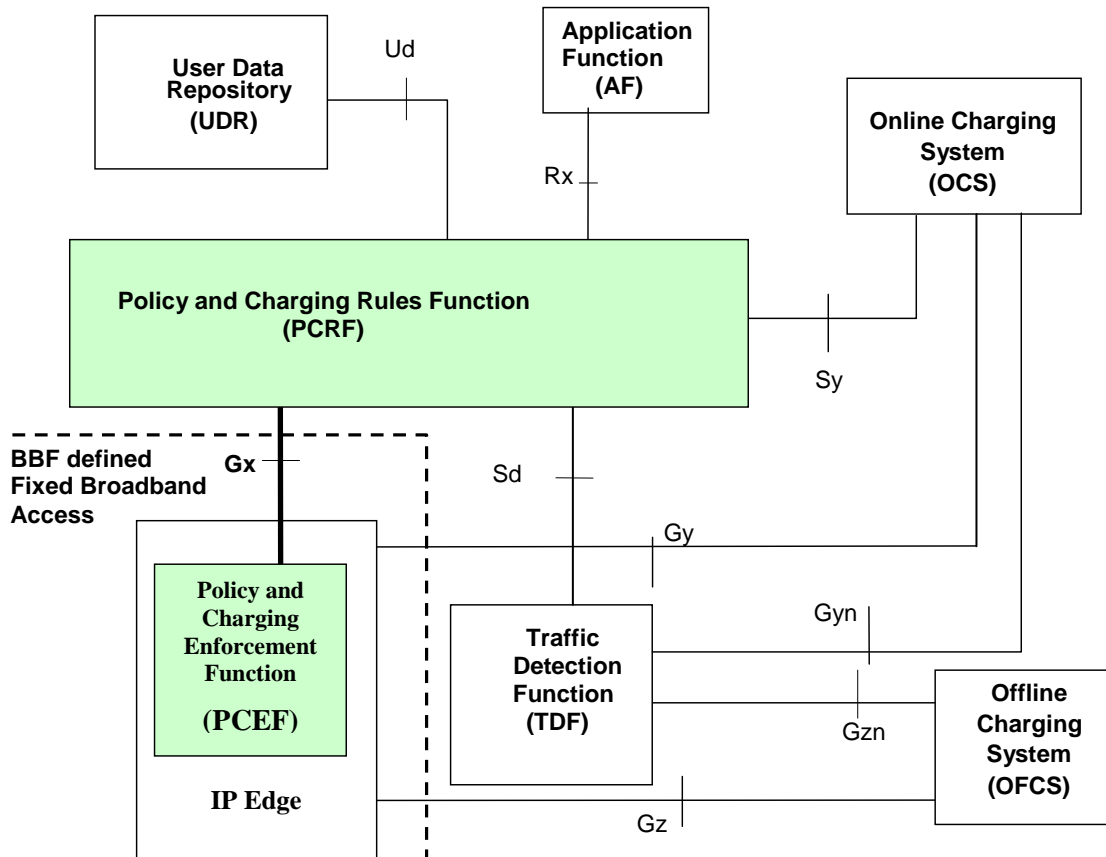 Ud
User Data
Repository
(UDR)
Application
Function
(AF)
Online Charging
System
(OCS)
Rx
Policy and Charging Rules Function
(PCRF)
Sy
BBF defined
Fixed Broadband
Access
Gx
Sd
Gy
Policy and
Charging
Enforcement
Function
(PCEF)
IP Edge
Traffic
Detection
Function
(TDF)
Gyn
Gzn
Offline
Charging
System
(OFCS)
Gz